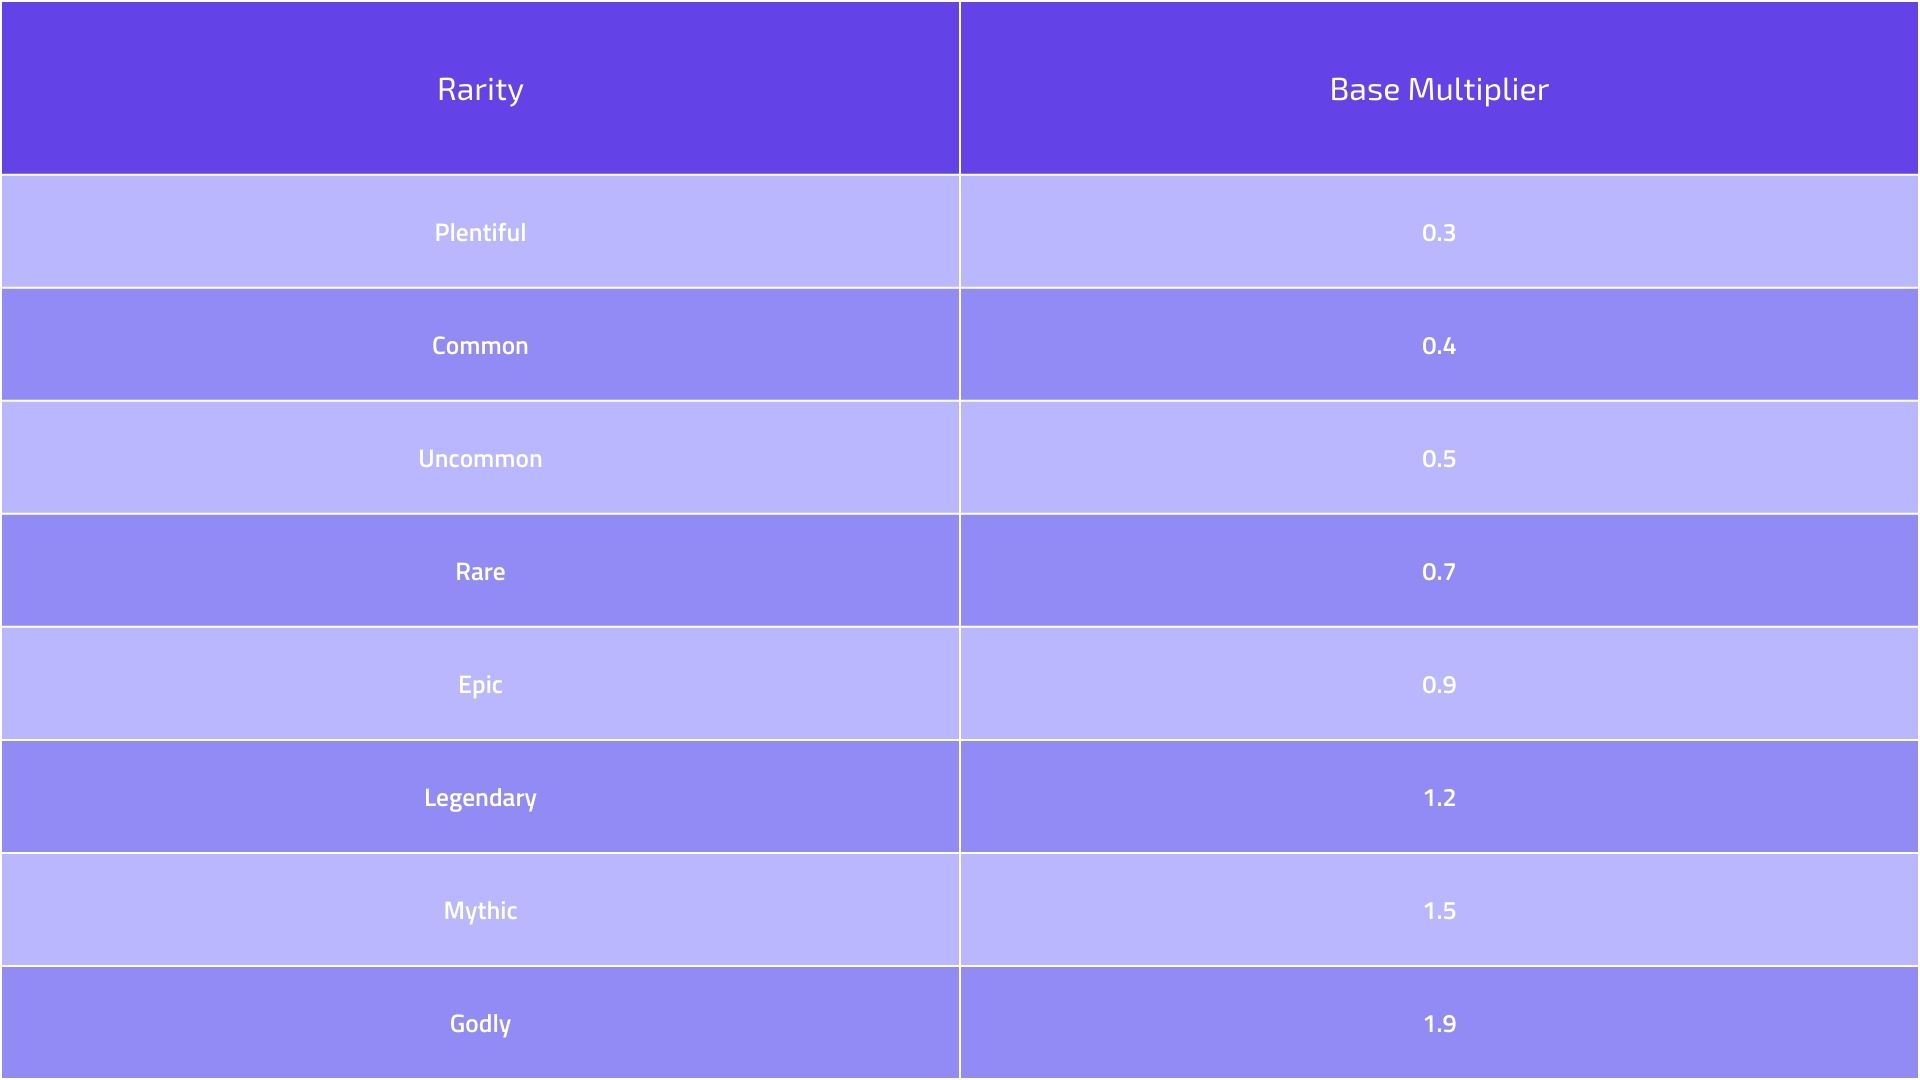 Rarity Base Multiplier
Plentiful 0.3
Common 0.4
Uncommon 0.5
Rare 0.7
Epic 0.9
Legendary 1.2
Mythic 1.5
Godly 1.9